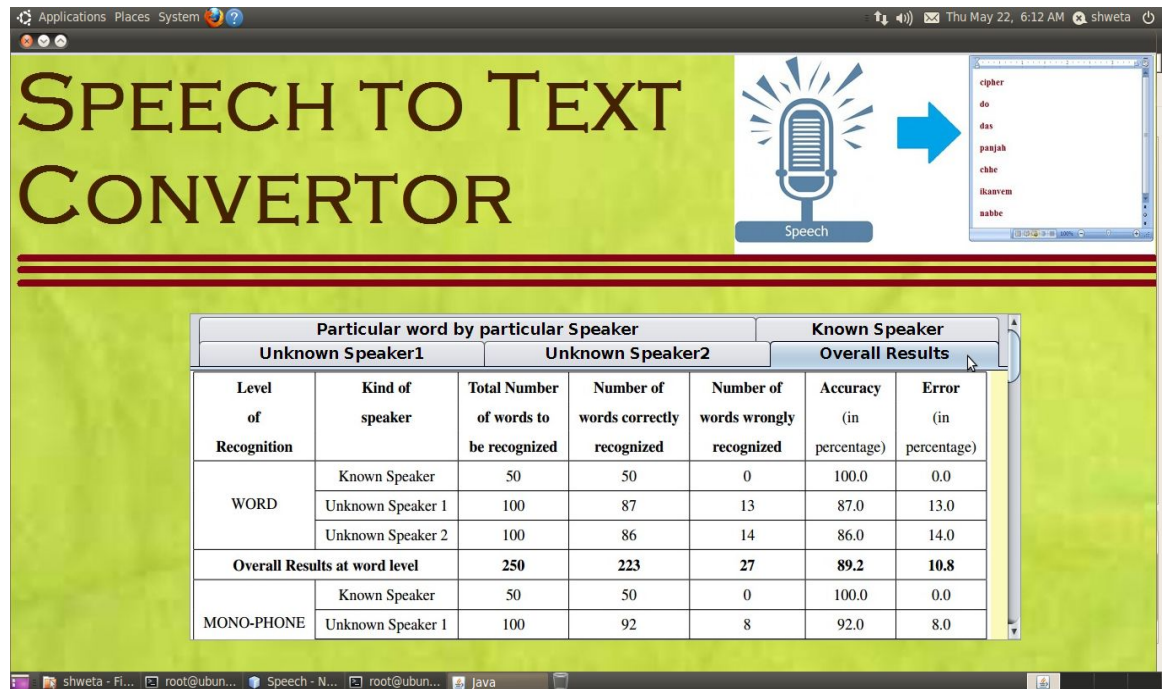 Applications Places System
Thu May 22, 6:12 AM shweta
SPEECH TO TEXT
CONVERTOR
Speech
cipher
do
das
panjah
chhe
ikanvem
nabbe
100%
Particular word by particular Speaker Known Speaker
Unknown Speaker1 Unknown Speaker2 Overall Results
Level Kind of Total Number Number of Number of Accuracy Error
of speaker of words to words correctly words wrongly (in (in
Recognition be recognized recognized recognized percentage) percentage)
Known Speaker 50 50 0 100.0 0.0
WORD Unknown Speaker 1 100 87 13 87.0 13.0
Unknown Speaker 2 100 86 14 86.0 14.0
Overall Results at word level 250 223 27 89.2 10.8
Known Speaker 50 50 0 100.0 0.0
MONO-PHONE Unknown Speaker 1 100 92 8 92.0 8.0
shweta - Fi... root@ubun... Speech - N... root@ubun... Java